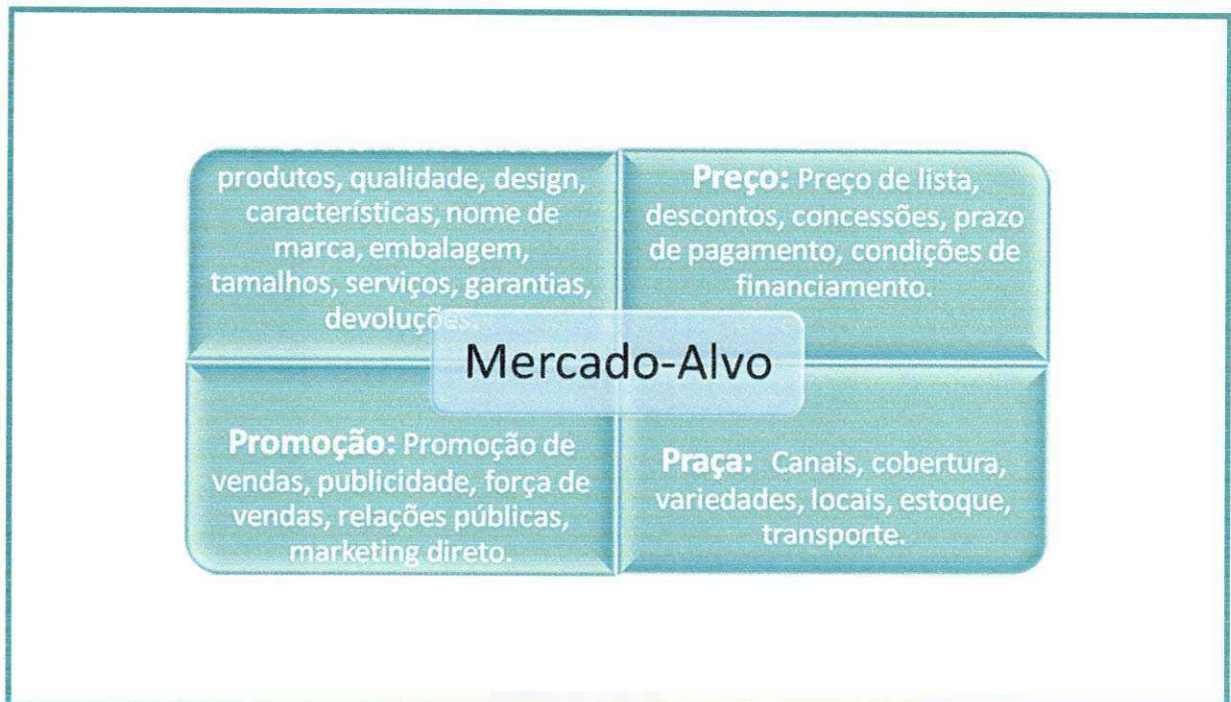 produtos, qualidade, design,
características, nome de
marca, embalagem,
tamalhos, serviços, garantias,
devoluções.
Preço: Preço de lista,
descontos, concessões, prazo
de pagamento, condições de
financiamento.
Mercado-Alvo
Promoção: Promoção de
vendas, publicidade, força de
vendas, relações públicas,
marketing direto.
Praça: Canais, cobertura,
variedades, locais, estoque,
transporte.